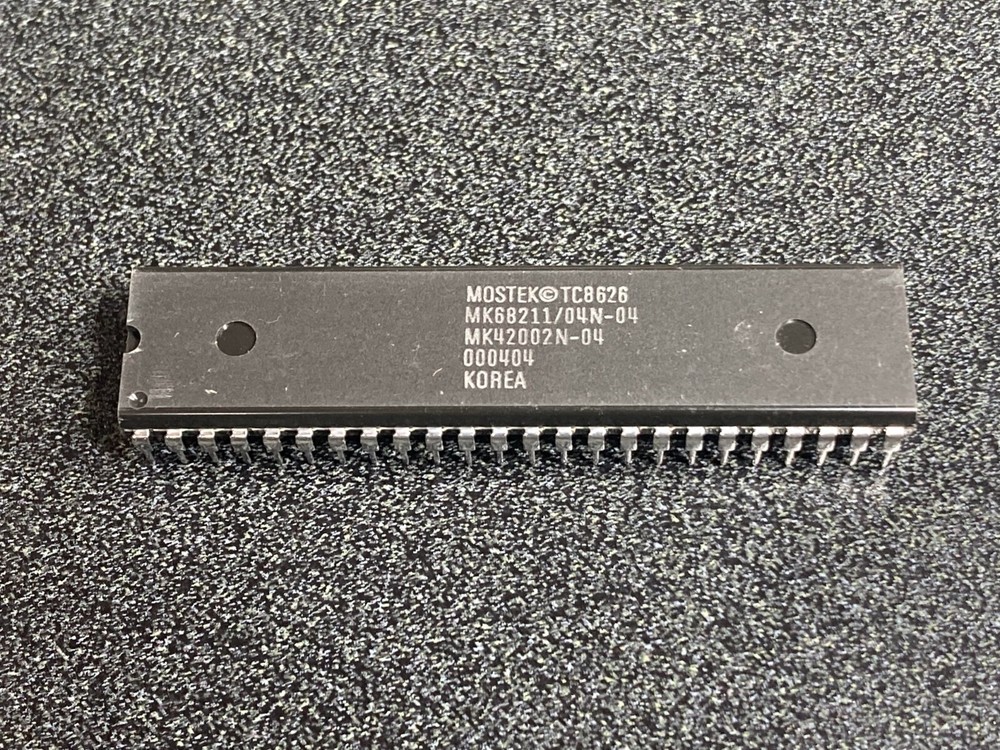 MOSTEK©TC8626
MK68211/04N-04
MK42002N-04
000404
KOREA